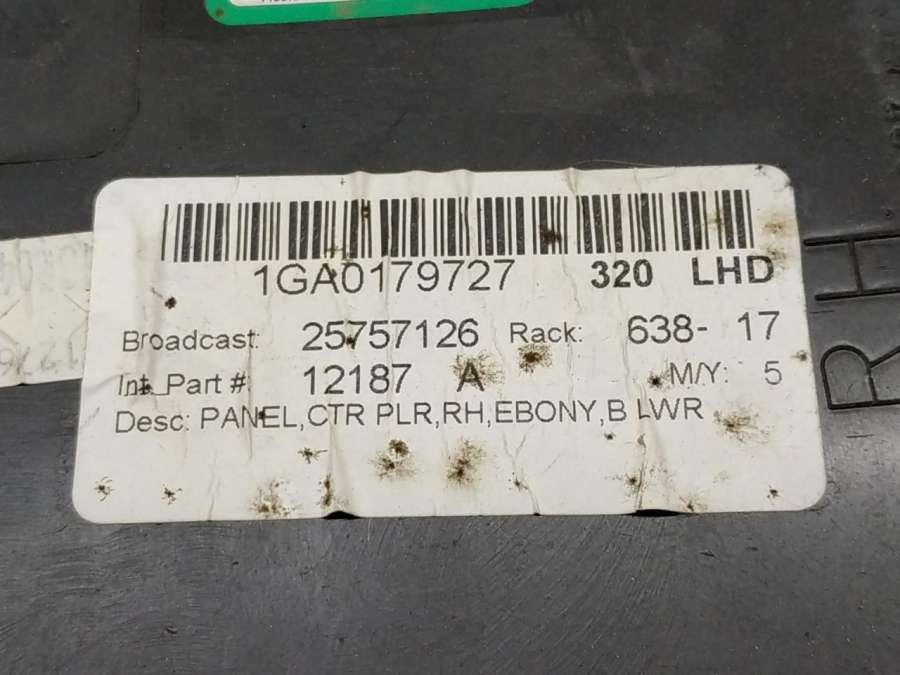 1GA0179727 320 LHD
Broadcast: 25757126 Rack: 638- 17
Int. Part #: 12187 A M/Y: 5
Desc: PANEL,CTR PLR,RH,EBONY,B LWR
RH